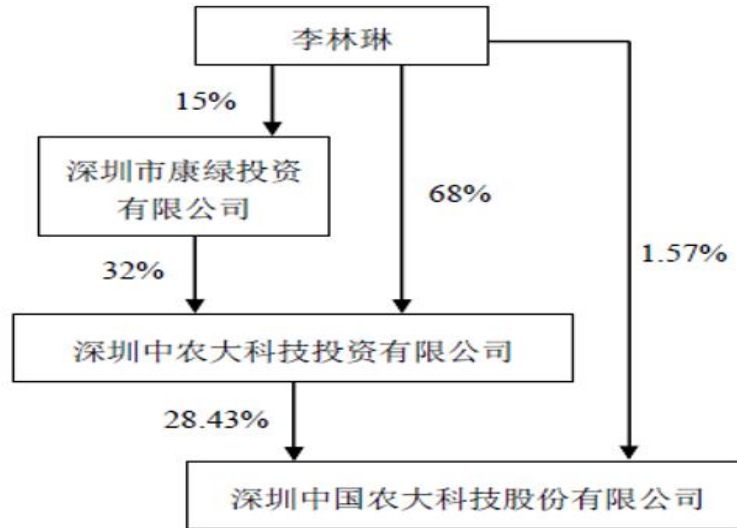 李林琳
15%
深圳市康绿投资
有限公司
68%
1.57%
32%
深圳中农大科技投资有限公司
28.43%
深圳中国农大科技股份有限公司